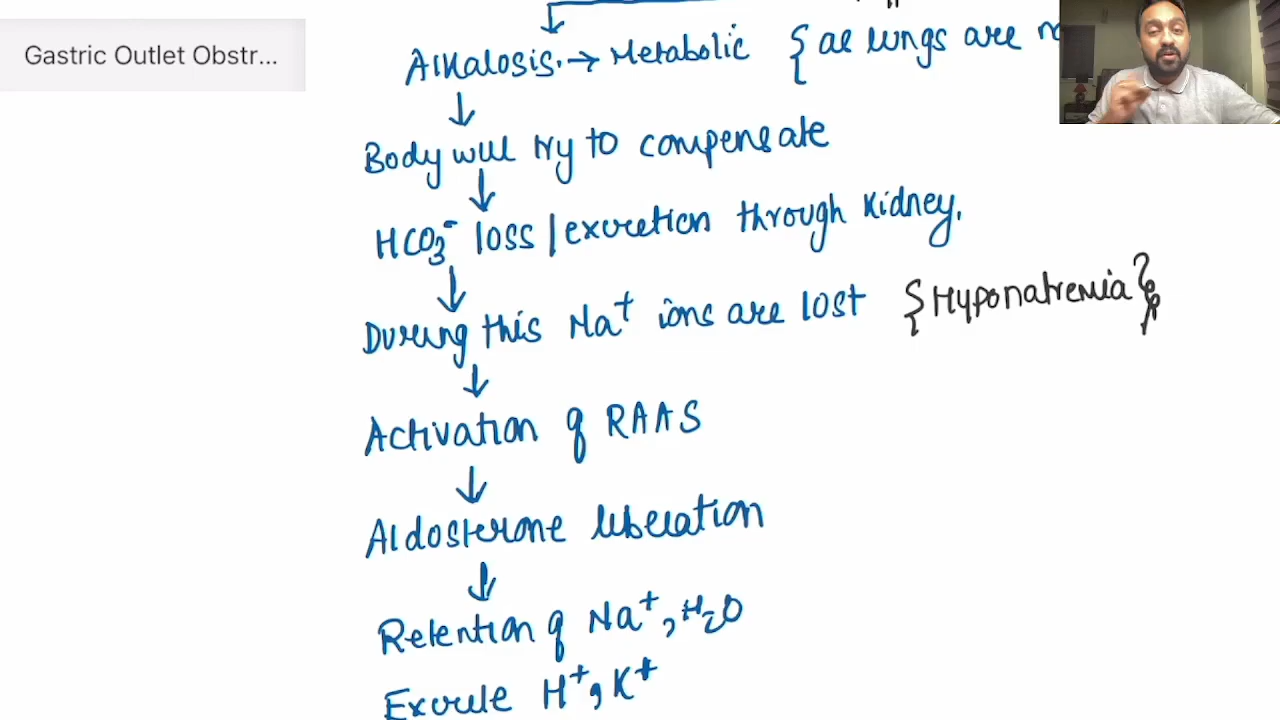 Gastric Outlet Obstr...
Alkalosis. → Metabolic { as lungs are
Body will try to compensate
HCO3- loss / excretion through kidney.
During this Na+ ions are lost { Hyponatremia }
Activation of RAAS
Aldosterone liberation
Retention of Na+, H2O
Excrete H+, K+